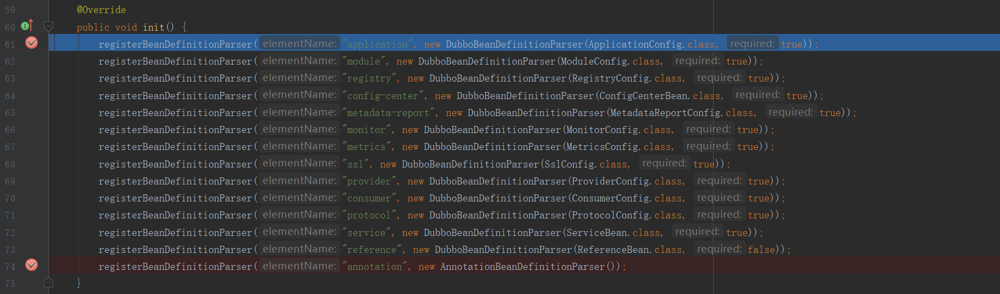 59 @Override
60 public void init() {
61 registerBeanDefinitionParser( elementName: "application", new DubboBeanDefinitionParser(ApplicationConfig.class, required: true));
62 registerBeanDefinitionParser( elementName: "module", new DubboBeanDefinitionParser(ModuleConfig.class, required: true));
63 registerBeanDefinitionParser( elementName: "registry", new DubboBeanDefinitionParser(RegistryConfig.class, required: true));
64 registerBeanDefinitionParser( elementName: "config-center", new DubboBeanDefinitionParser(ConfigCenterBean.class, required: true));
65 registerBeanDefinitionParser( elementName: "metadata-report", new DubboBeanDefinitionParser(MetadataReportConfig.class, required: true));
66 registerBeanDefinitionParser( elementName: "monitor", new DubboBeanDefinitionParser(MonitorConfig.class, required: true));
67 registerBeanDefinitionParser( elementName: "metrics", new DubboBeanDefinitionParser(MetricsConfig.class, required: true));
68 registerBeanDefinitionParser( elementName: "ssl", new DubboBeanDefinitionParser(SslConfig.class, required: true));
69 registerBeanDefinitionParser( elementName: "provider", new DubboBeanDefinitionParser(ProviderConfig.class, required: true));
70 registerBeanDefinitionParser( elementName: "consumer", new DubboBeanDefinitionParser(ConsumerConfig.class, required: true));
71 registerBeanDefinitionParser( elementName: "protocol", new DubboBeanDefinitionParser(ProtocolConfig.class, required: true));
72 registerBeanDefinitionParser( elementName: "service", new DubboBeanDefinitionParser(ServiceBean.class, required: true));
73 registerBeanDefinitionParser( elementName: "reference", new DubboBeanDefinitionParser(ReferenceBean.class, required: false));
74 registerBeanDefinitionParser( elementName: "annotation", new AnnotationBeanDefinitionParser());
75 }